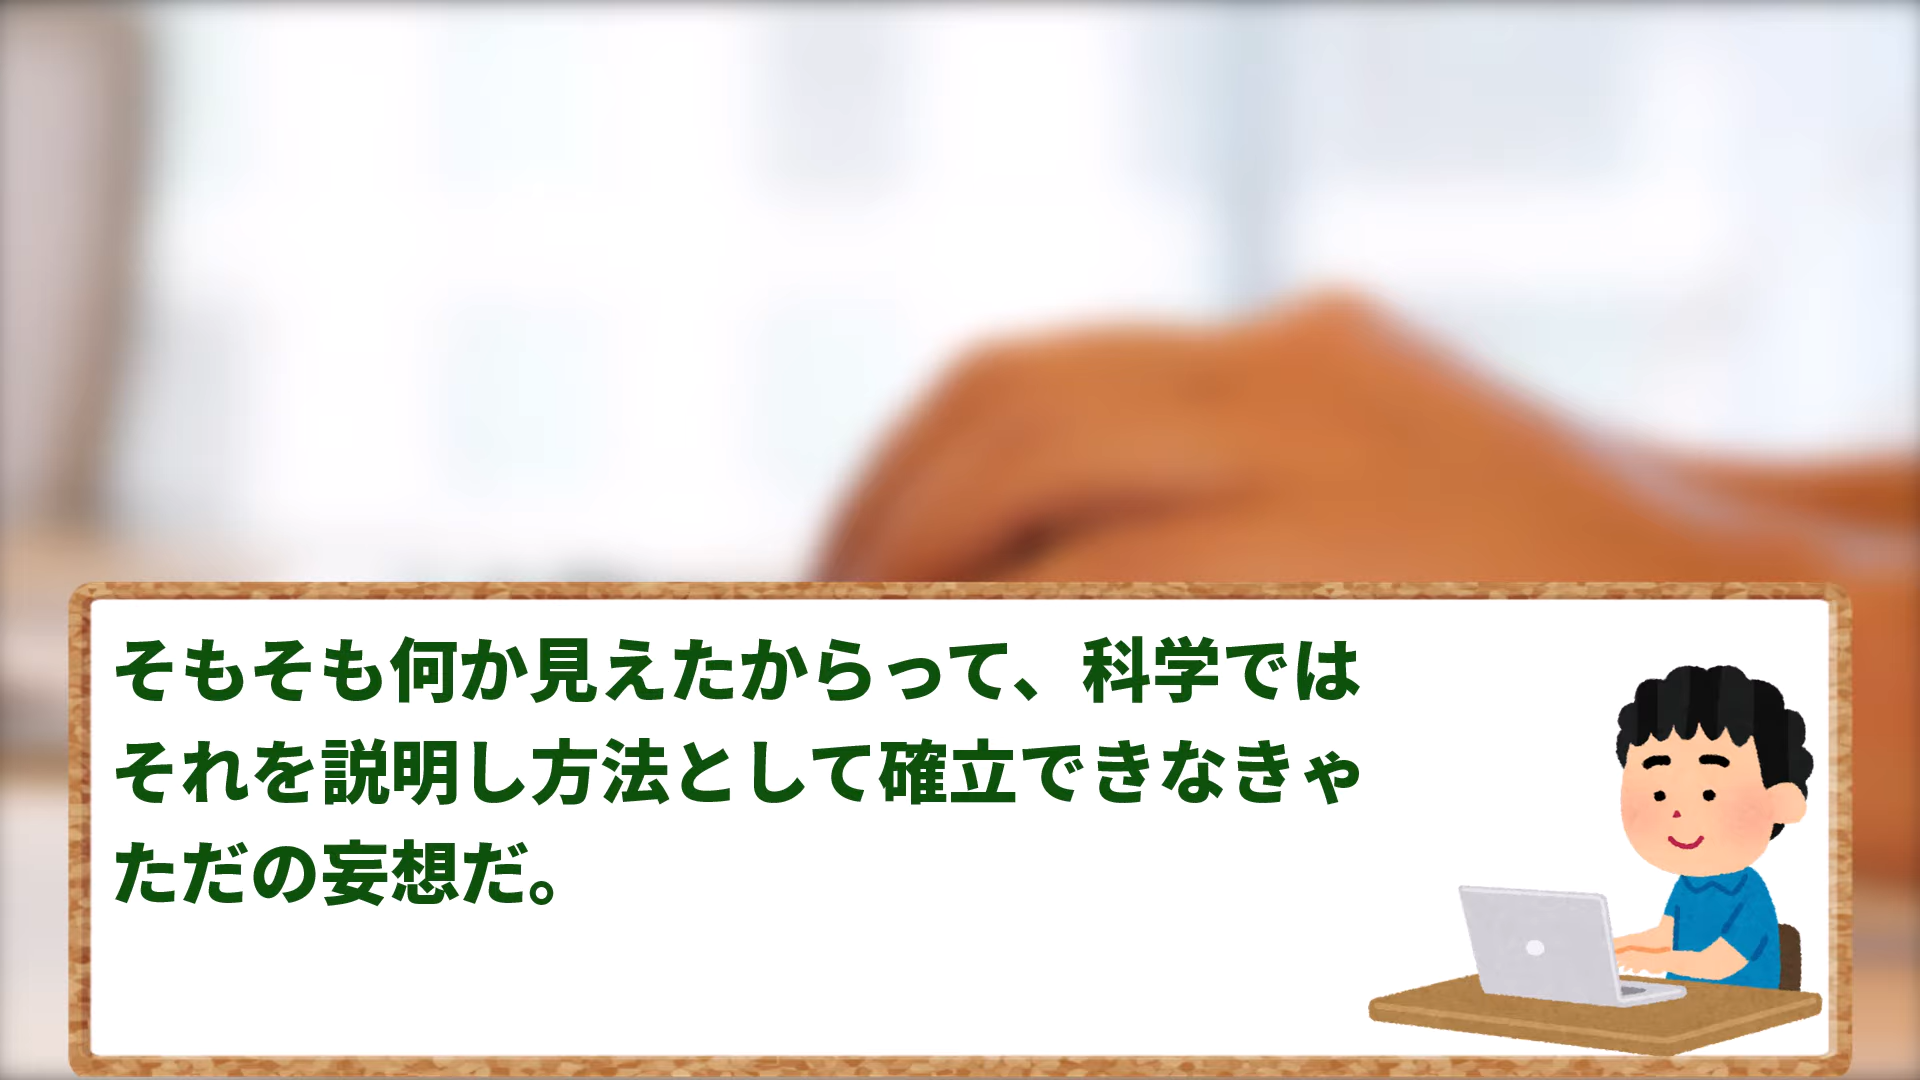 そもそも何か見えたからって、科学では
それを説明し方法として確立できなきゃ
ただの妄想だ。